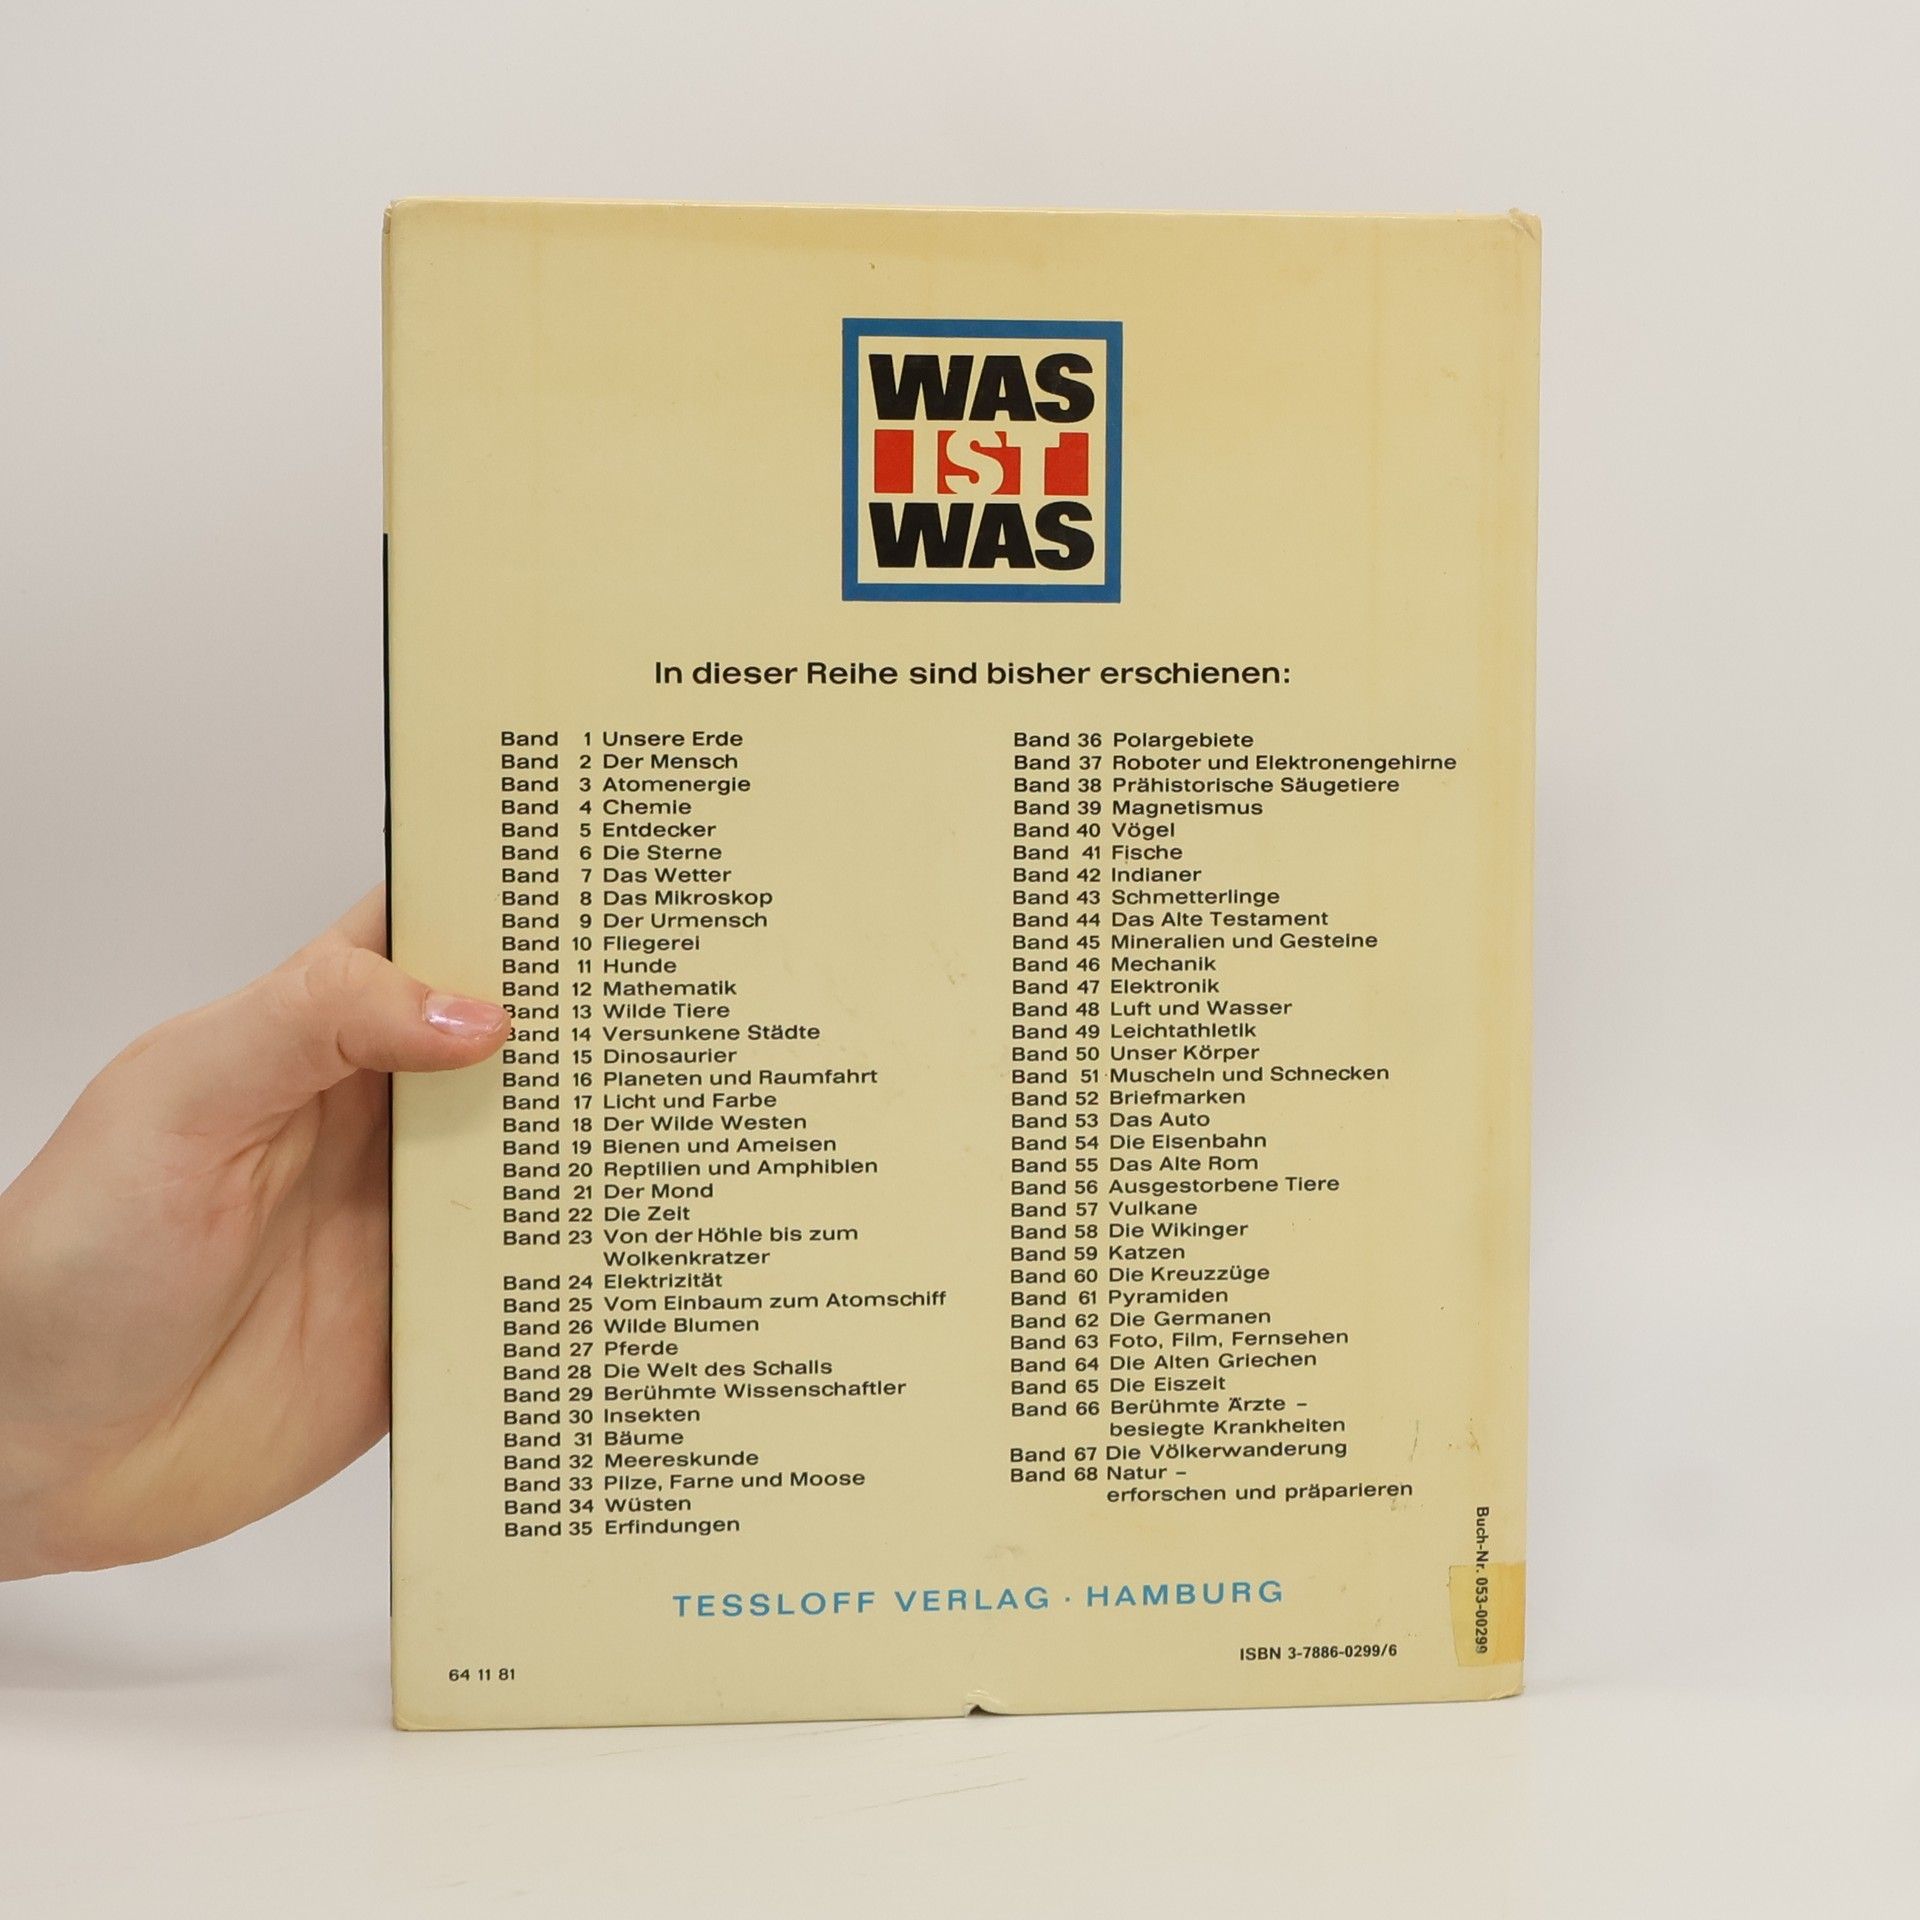 WAS
IST
WAS
In dieser Reihe sind bisher erschienen:
Band 1 Unsere Erde
Band 2 Der Mensch
Band 3 Atomenergie
Band 4 Chemie
Band 5 Entdecker
Band 6 Die Sterne
Band 7 Das Wetter
Band 8 Das Mikroskop
Band 9 Der Urmensch
Band 10 Fliegerei
Band 11 Hunde
Band 12 Mathematik
Band 13 Wilde Tiere
Band 14 Versunkene Städte
Band 15 Dinosaurier
Band 16 Planeten und Raumfahrt
Band 17 Licht und Farbe
Band 18 Der Wilde Westen
Band 19 Bienen und Ameisen
Band 20 Reptilien und Amphibien
Band 21 Der Mond
Band 22 Die Zeit
Band 23 Von der Höhle bis zum
Wolkenkratzer
Band 24 Elektrizität
Band 25 Vom Einbaum zum Atomschiff
Band 26 Wilde Blumen
Band 27 Pferde
Band 28 Die Welt des Schalls
Band 29 Berühmte Wissenschaftler
Band 30 Insekten
Band 31 Bäume
Band 32 Meereskunde
Band 33 Pilze, Farne und Moose
Band 34 Wüsten
Band 35 Erfindungen
Band 36 Polargebiete
Band 37 Roboter und Elektronengehirne
Band 38 Prähistorische Säugetiere
Band 39 Magnetismus
Band 40 Vögel
Band 41 Fische
Band 42 Indianer
Band 43 Schmetterlinge
Band 44 Das Alte Testament
Band 45 Mineralien und Gesteine
Band 46 Mechanik
Band 47 Elektronik
Band 48 Luft und Wasser
Band 49 Leichtathletik
Band 50 Unser Körper
Band 51 Muscheln und Schnecken
Band 52 Briefmarken
Band 53 Das Auto
Band 54 Die Eisenbahn
Band 55 Das Alte Rom
Band 56 Ausgestorbene Tiere
Band 57 Vulkane
Band 58 Die Wikinger
Band 59 Katzen
Band 60 Die Kreuzzüge
Band 61 Pyramiden
Band 62 Die Germanen
Band 63 Foto, Film, Fernsehen
Band 64 Die Alten Griechen
Band 65 Die Eiszeit
Band 66 Berühmte Ärzte –
besiegte Krankheiten
Band 67 Die Völkerwanderung
Band 68 Natur –
erforschen und präparieren
Buch-Nr. 053-00299
TESSLOFF VERLAG · HAMBURG
ISBN 3-7886-0299/6
64 11 81